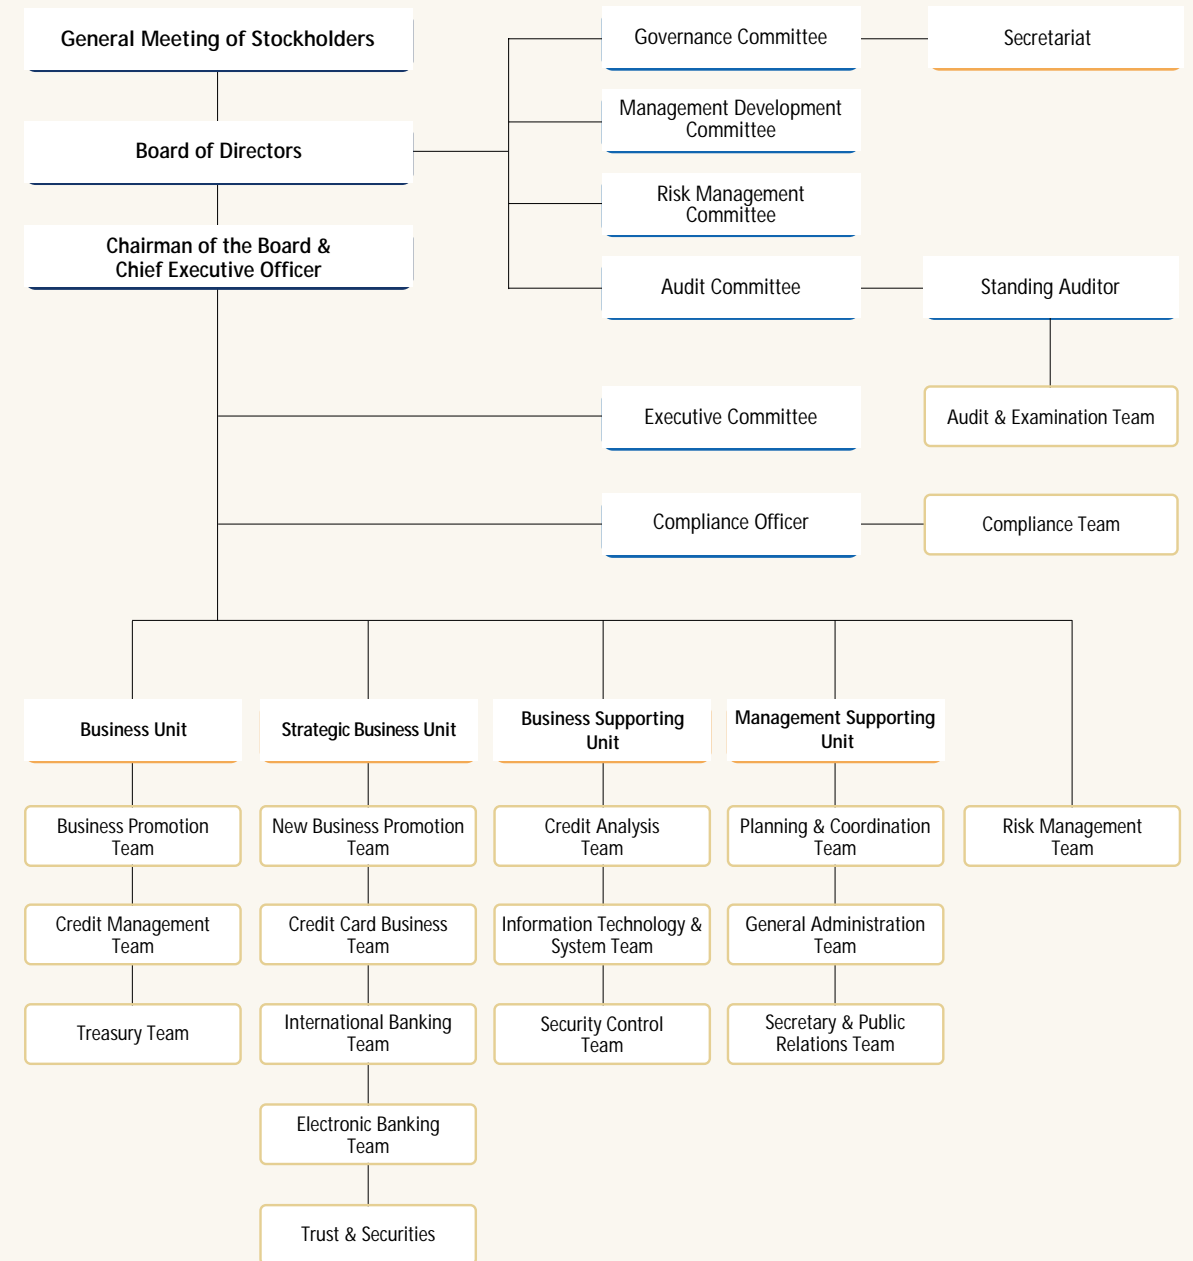 General Meeting of Stockholders
Governance Committee
Secretariat
Management Development
Committee
Board of Directors
Risk Management
Committee
Chairman of the Board &
Chief Executive Officer
Audit Committee
Standing Auditor
Executive Committee
Audit & Examination Team
Compliance Officer
Compliance Team
Business Unit
Strategic Business Unit
Business Supporting
Unit
Management Supporting
Unit
Business Promotion
Team
New Business Promotion
Team
Credit Analysis
Team
Planning & Coordination
Team
Risk Management
Team
Credit Management
Team
Credit Card Business
Team
Information Technology &
System Team
General Administration
Team
Treasury Team
International Banking
Team
Security Control
Team
Secretary & Public
Relations Team
Electronic Banking
Team
Trust & Securities